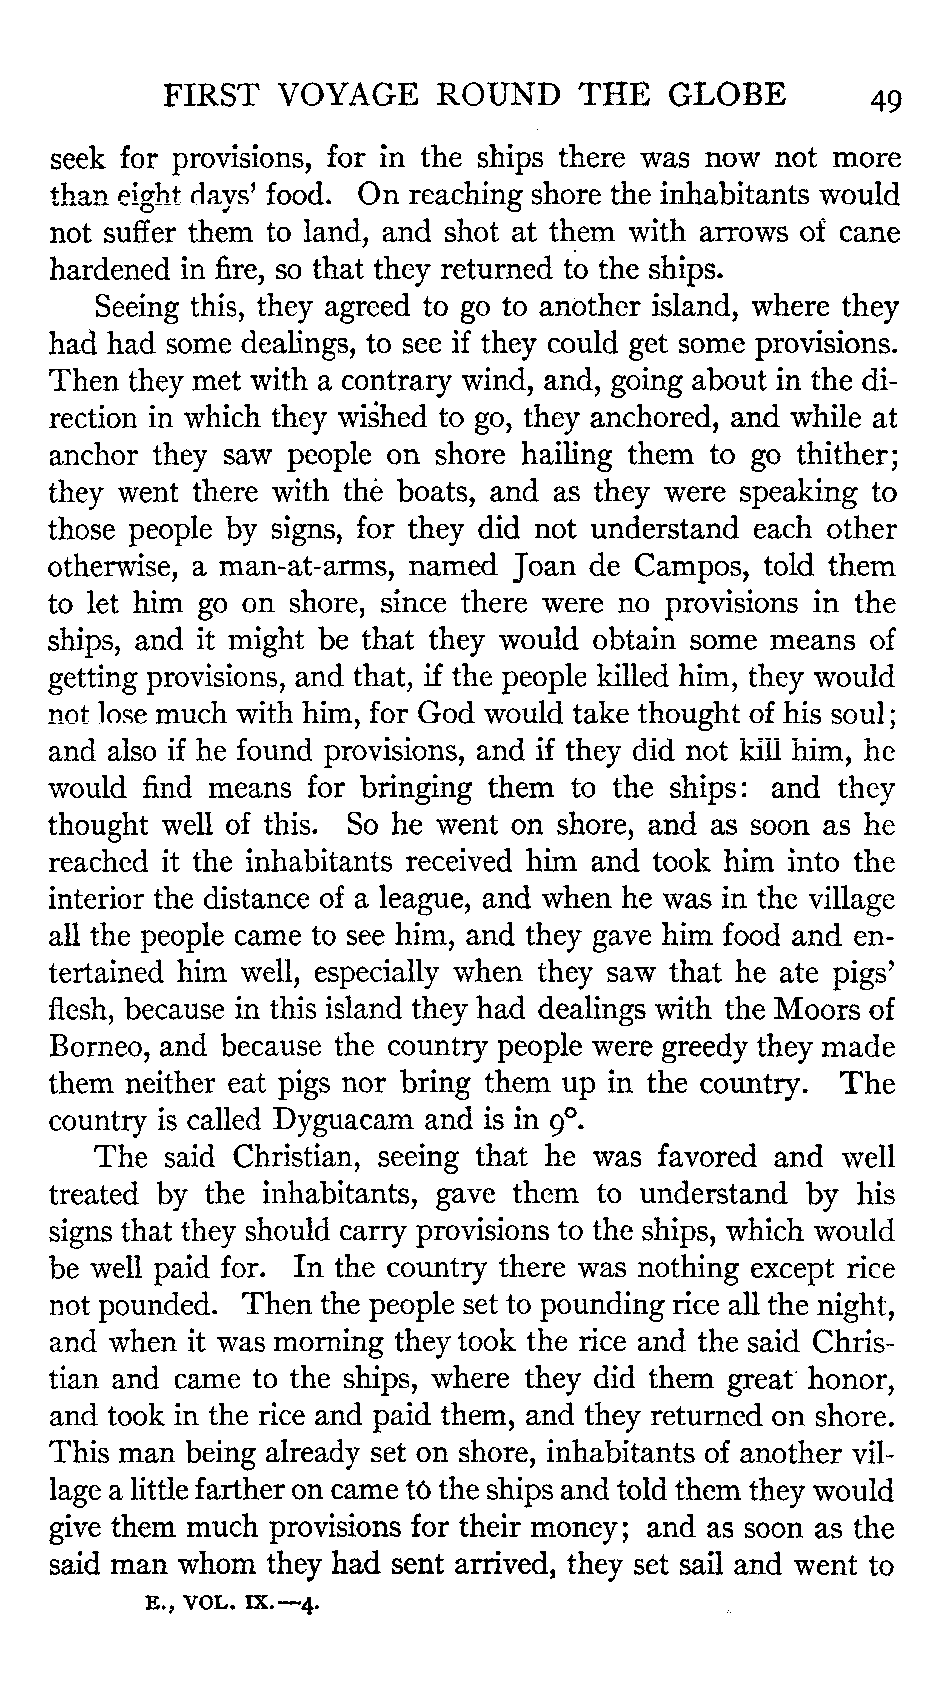 FIRST VOYAGE ROUND THE GLOBE 49
seek for provisions, for in the ships there was now not more
than eight days' food. On reaching shore the inhabitants would
not suffer them to land, and shot at them with arrows of cane
hardened in fire, so that they returned to the ships.
Seeing this, they agreed to go to another island, where they
had had some dealings, to see if they could get some provisions.
Then they met with a contrary wind, and, going about in the di-
rection in which they wished to go, they anchored, and while at
anchor they saw people on shore hailing them to go thither;
they went there with the boats, and as they were speaking to
those people by signs, for they did not understand each other
otherwise, a man-at-arms, named Joan de Campos, told them
to let him go on shore, since there were no provisions in the
ships, and it might be that they would obtain some means of
getting provisions, and that, if the people killed him, they would
not lose much with him, for God would take thought of his soul;
and also if he found provisions, and if they did not kill him, he
would find means for bringing them to the ships: and they
thought well of this. So he went on shore, and as soon as he
reached it the inhabitants received him and took him into the
interior the distance of a league, and when he was in the village
all the people came to see him, and they gave him food and en-
tertained him well, especially when they saw that he ate pigs'
flesh, because in this island they had dealings with the Moors of
Borneo, and because the country people were greedy they made
them neither eat pigs nor bring them up in the country. The
country is called Dyguacam and is in 9°.
The said Christian, seeing that he was favored and well
treated by the inhabitants, gave them to understand by his
signs that they should carry provisions to the ships, which would
be well paid for. In the country there was nothing except rice
not pounded. Then the people set to pounding rice all the night,
and when it was morning they took the rice and the said Chris-
tian and came to the ships, where they did them great honor,
and took in the rice and paid them, and they returned on shore.
This man being already set on shore, inhabitants of another vil-
lage a little farther on came to the ships and told them they would
give them much provisions for their money; and as soon as the
said man whom they had sent arrived, they set sail and went to
E., VOL. IX.—4.